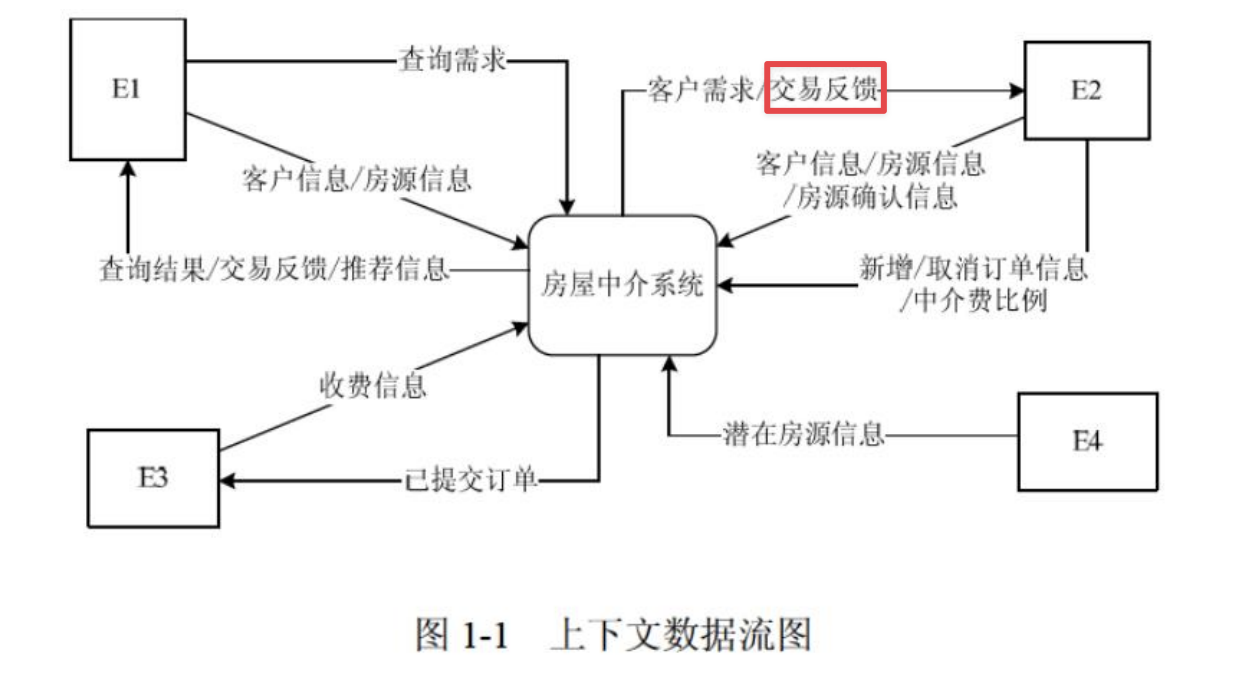 E1
查询需求
客户需求/交易反馈
E2
客户信息/房源信息
客户信息/房源信息
/房源确认信息
查询结果/交易反馈/推荐信息
房屋中介系统
新增/取消订单信息
/中介费比例
收费信息
潜在房源信息
E4
E3
已提交订单
图 1-1 上下文数据流图